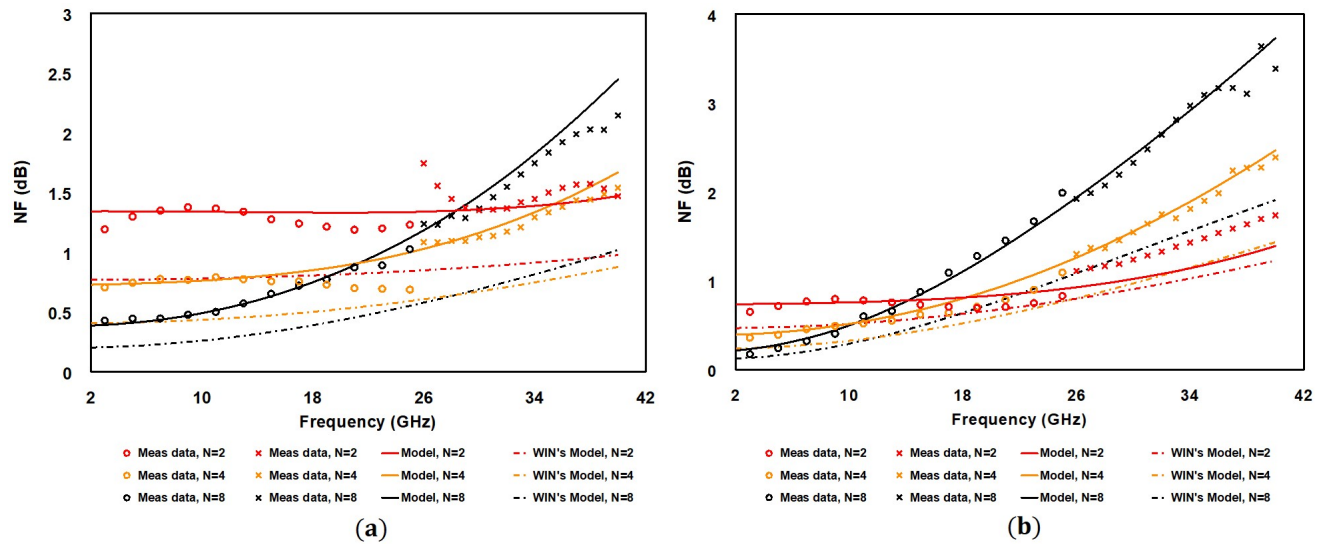 3
2.5
2
1.5
1
0.5
0
NF (dB)
2 10 18 26 34 42
Frequency (GHz)
Meas data, N=2 Meas data, N=2 Model, N=2 WIN's Model, N=2
Meas data, N=4 Meas data, N=4 Model, N=4 WIN's Model, N=4
Meas data, N=8 Meas data, N=8 Model, N=8 WIN's Model, N=8
(a)
4
3
2
1
0
NF (dB)
2 10 18 26 34 42
Frequency (GHz)
Meas data, N=2 Meas data, N=2 Model, N=2 WIN's Model, N=2
Meas data, N=4 Meas data, N=4 Model, N=4 WIN's Model, N=4
Meas data, N=8 Meas data, N=8 Model, N=8 WIN's Model, N=8
(b)